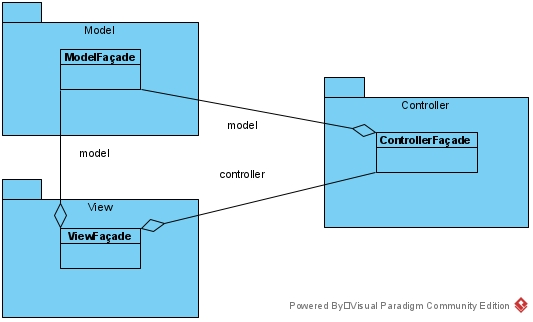 Model
ModelFaçade
Controller
model
ControllerFaçade
model
controller
View
ViewFaçade
Powered By Visual Paradigm Community Edition